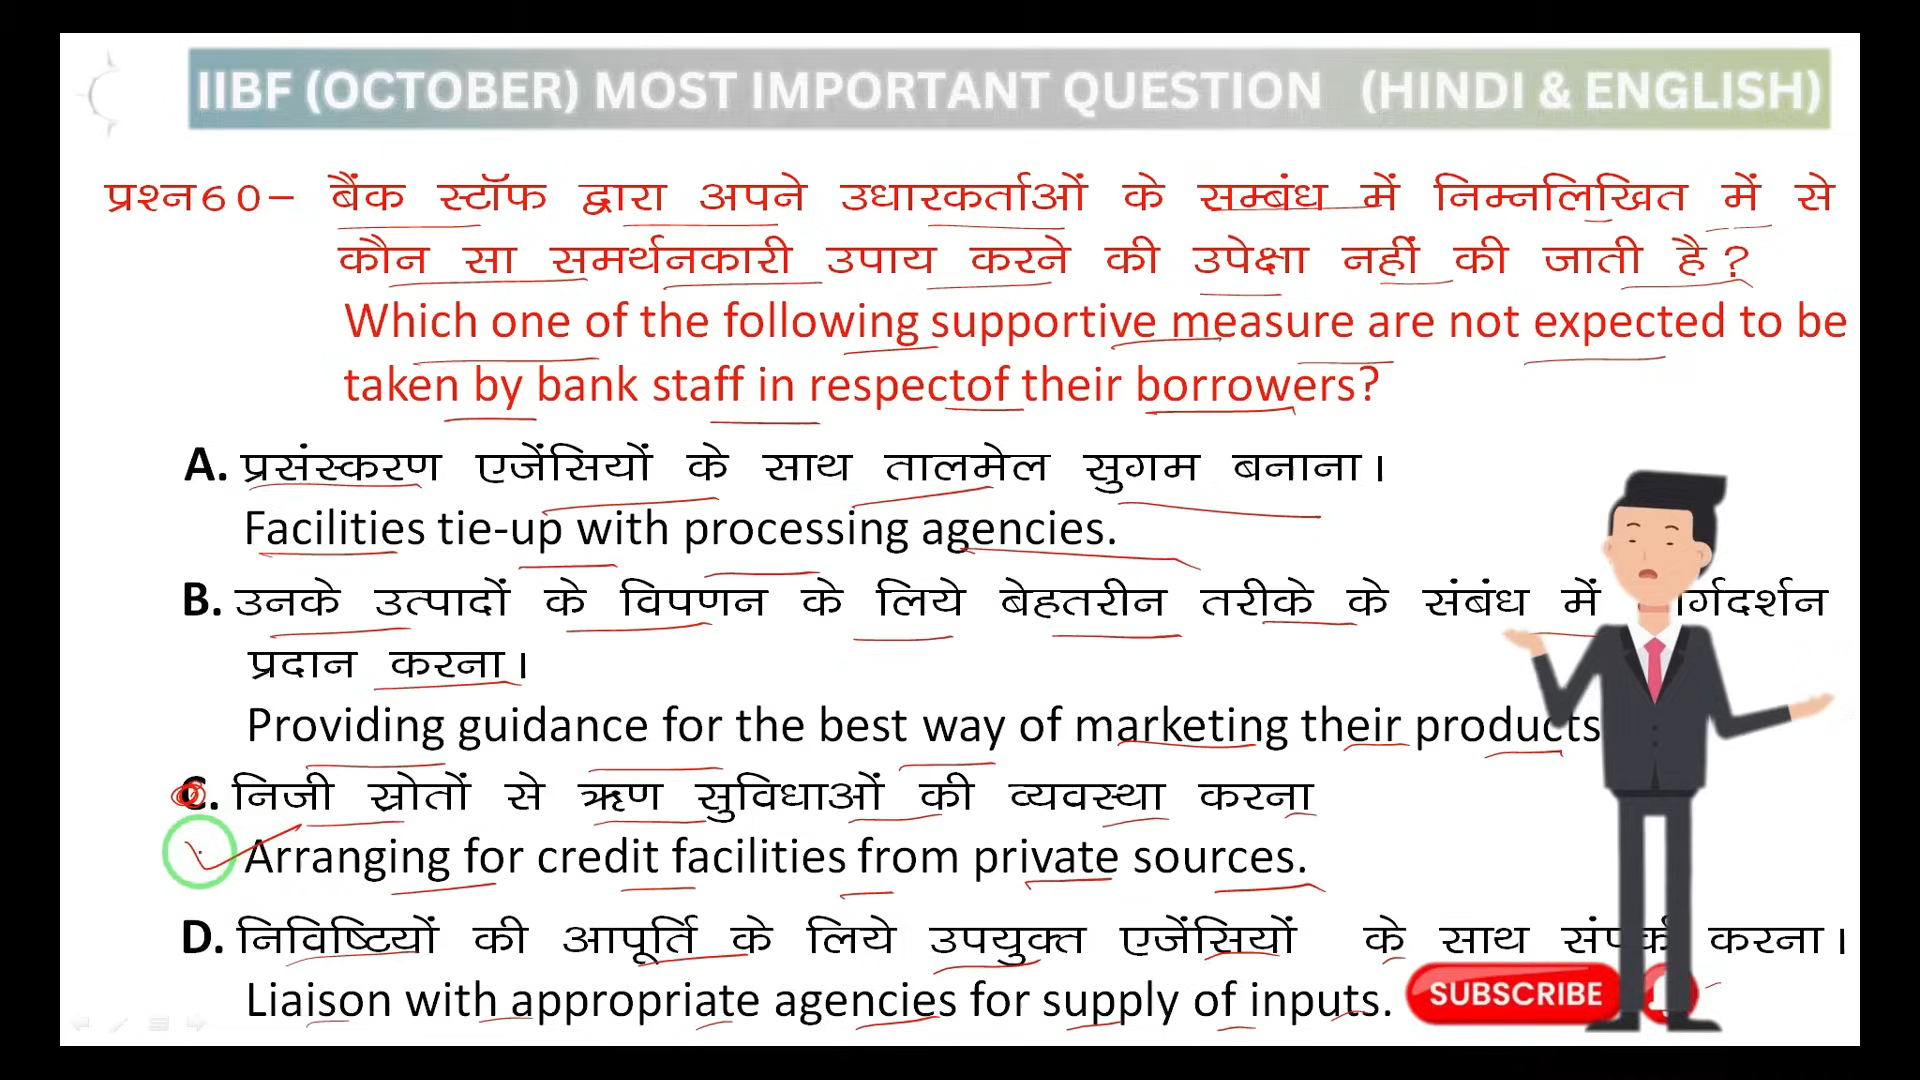 IIBF (OCTOBER) MOST IMPORTANT QUESTION (HINDI & ENGLISH)
प्रश्न60– बैंक स्टॉफ द्वारा अपने उधारकर्ताओं के सम्बंध में निम्नलिखित में से
कौन सा समर्थनकारी उपाय करने की उपेक्षा नहीं की जाती है?
Which one of the following supportive measure are not expected to be
taken by bank staff in respectof their borrowers?
A. प्रसंस्करण एजेंसियों के साथ तालमेल सुगम बनाना।
Facilities tie-up with processing agencies.
B. उनके उत्पादों के विपणन के लिये बेहतरीन तरीके के संबंध में
प्रदान करना।
Providing guidance for the best way of marketing their products
C. निजी स्रोतों से ऋण सुविधाओं की व्यवस्था करना
Arranging for credit facilities from private sources.
D. निविष्टियों की आपूर्ति के लिये उपयुक्त एजेंसियों के साथ संपर्क करना।
Liaison with appropriate agencies for supply of inputs.
SUBSCRIBE